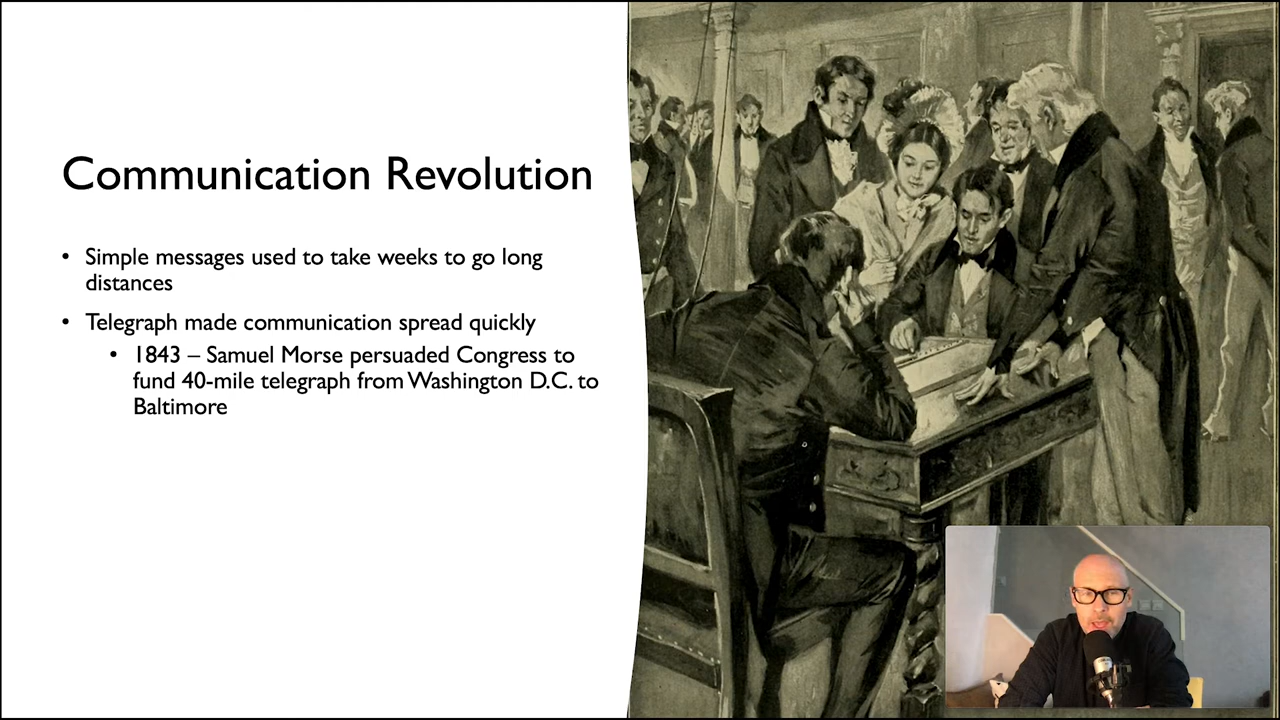 Communication Revolution
• Simple messages used to take weeks to go long
distances
• Telegraph made communication spread quickly
• 1843 – Samuel Morse persuaded Congress to
fund 40-mile telegraph from Washington D.C. to
Baltimore